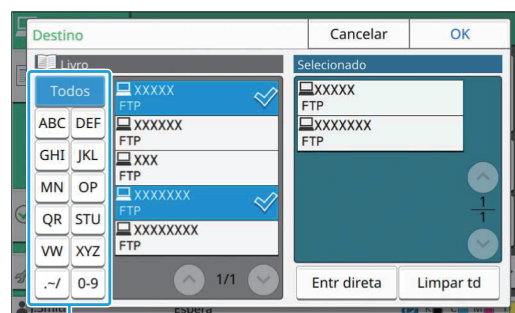 Destino
Cancelar
OK
Livro
Selecionado
Todos
ABC DEF
GHI JKL
MN OP
QR STU
VW XYZ
.~/ 0-9
XXXXX
FTP
XXXXXX
FTP
XXX
FTP
XXXXXXX
FTP
XXXXXXXX
FTP
1/1
XXXXX
FTP
XXXXXXX
FTP
1
1
Entr direta
Limpar td
J.Smith
Espera
K C M